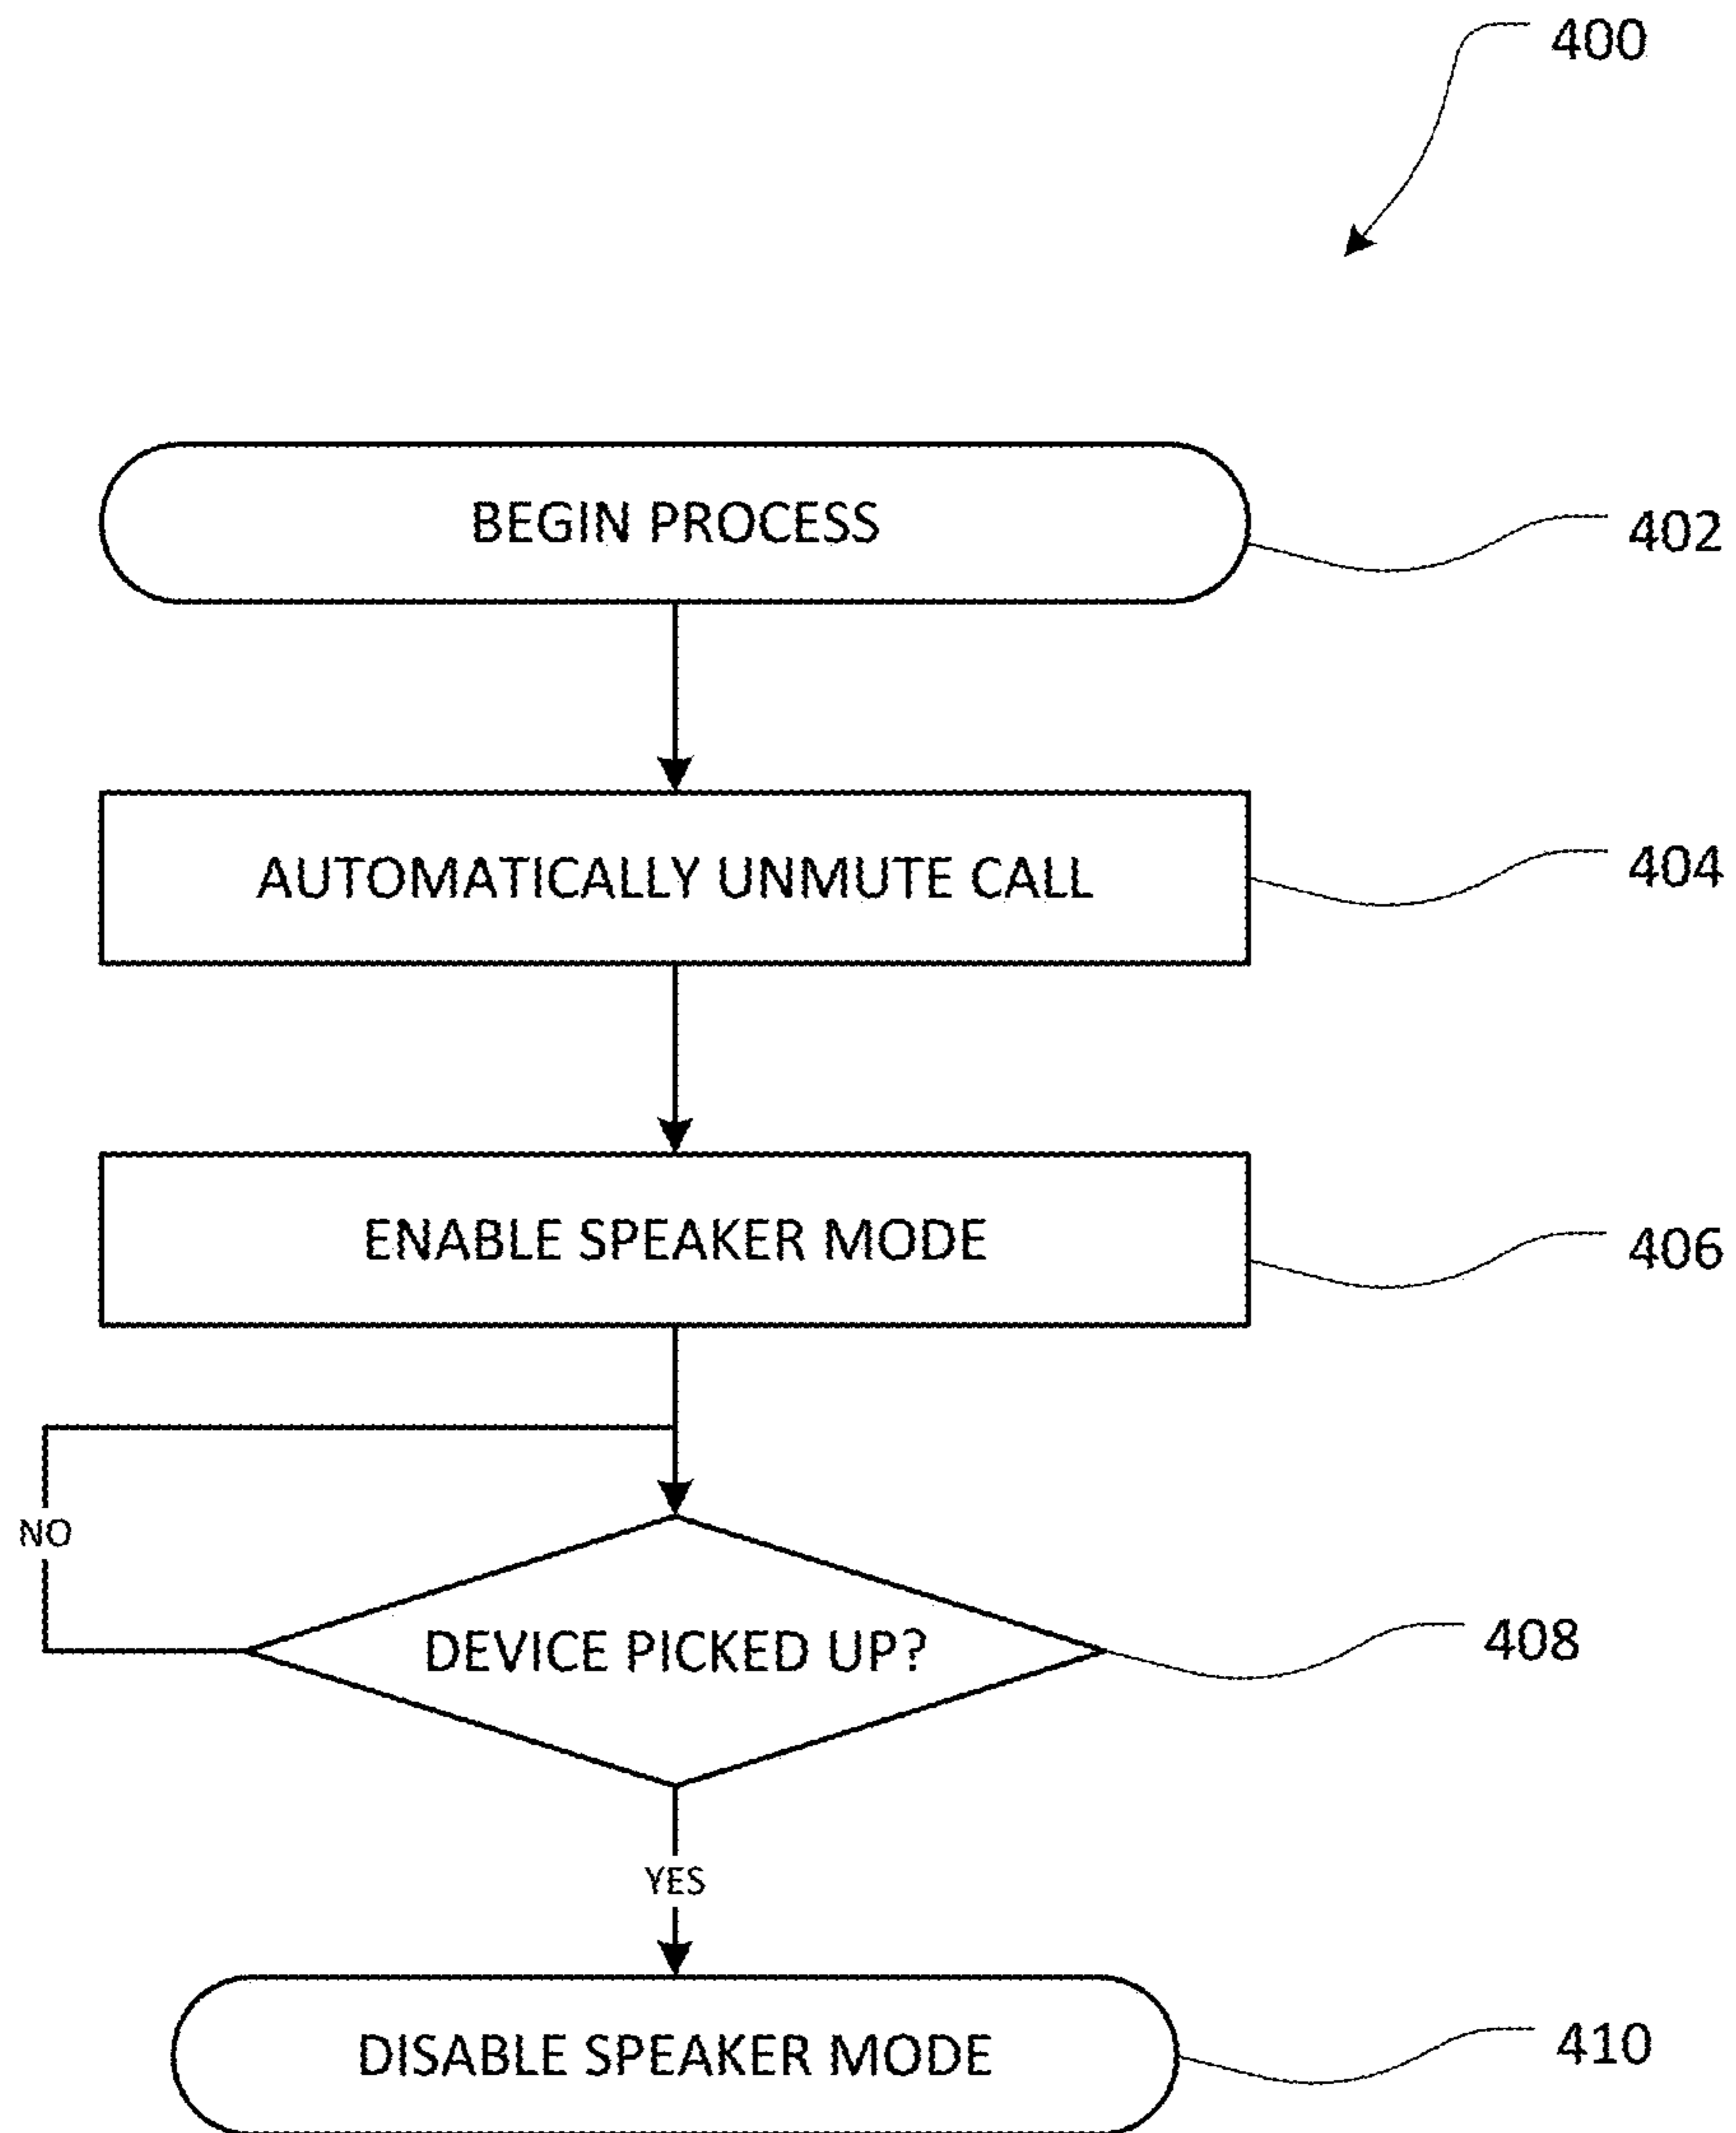 400
BEGIN PROCESS
402
AUTOMATICALLY UNMUTE CALL
404
ENABLE SPEAKER MODE
406
NO
DEVICE PICKED UP?
408
YES
DISABLE SPEAKER MODE
410